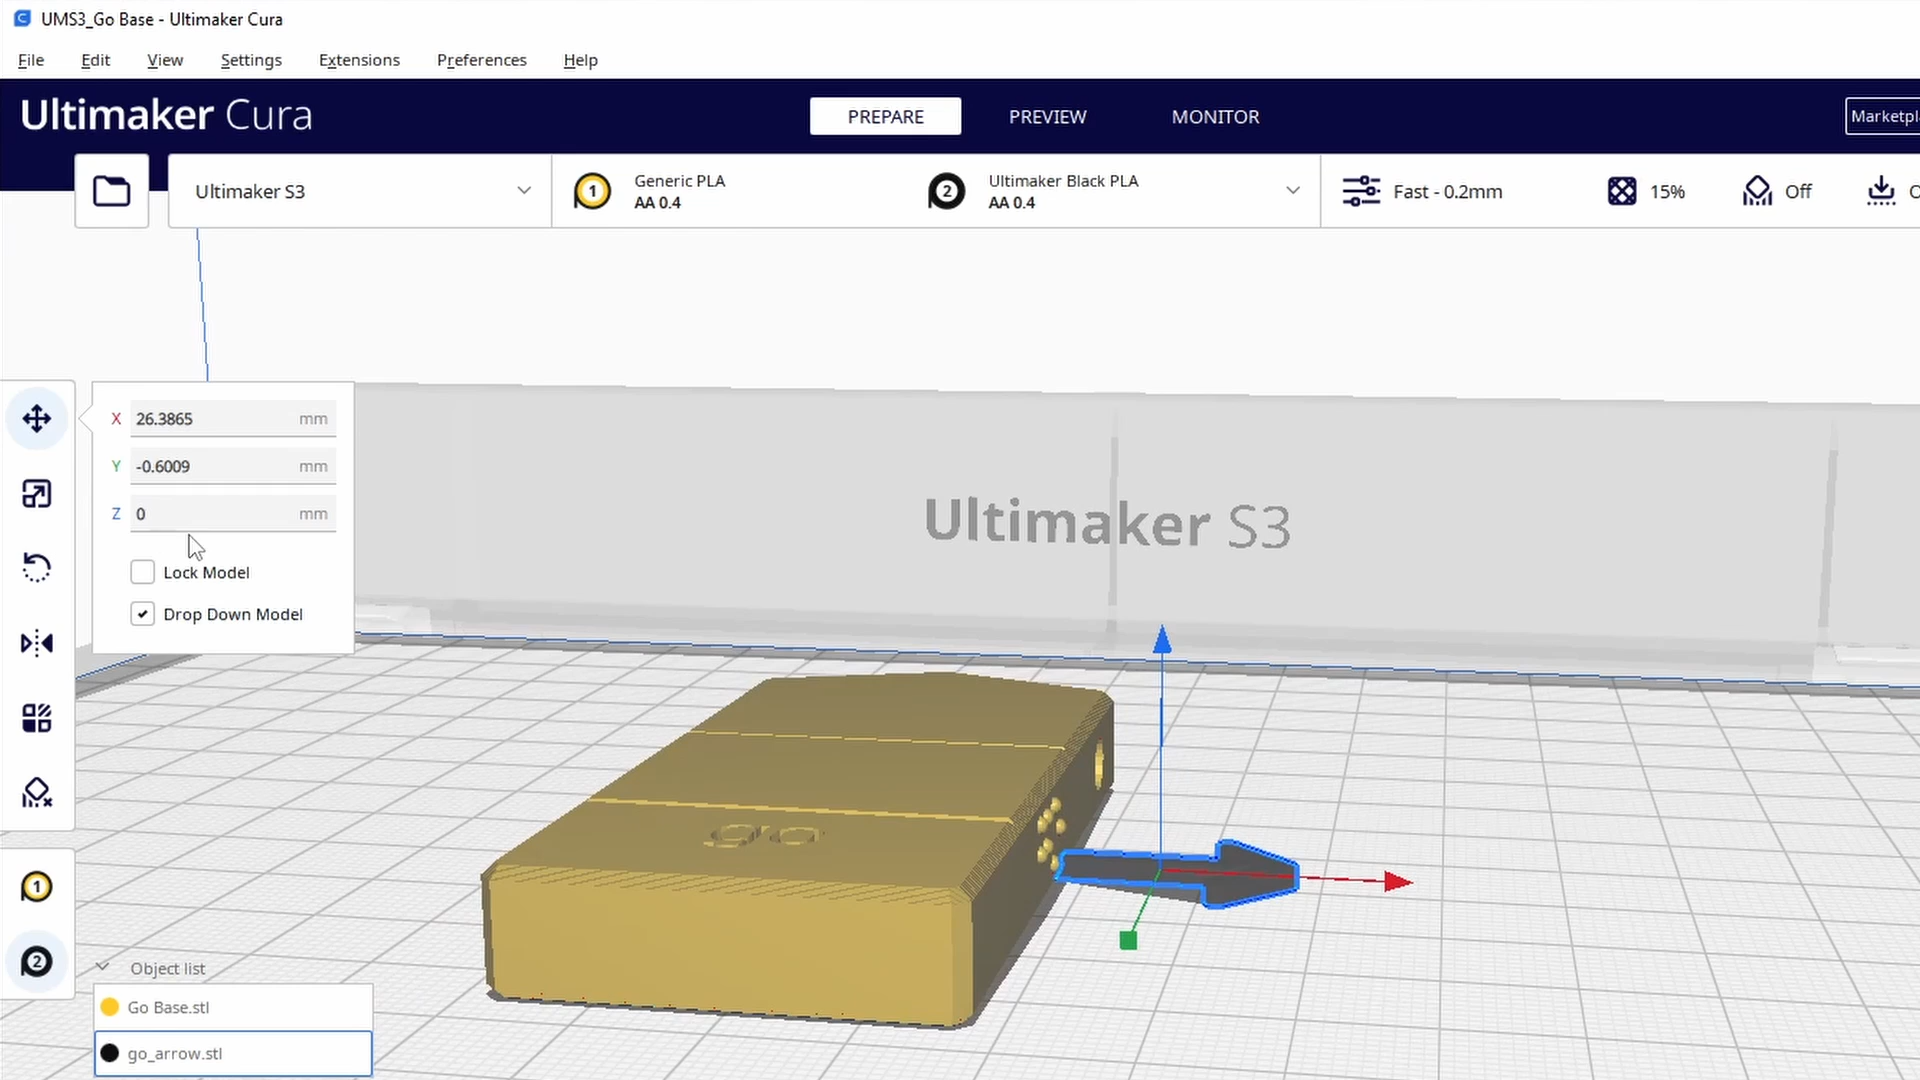 UMS3_Go Base - Ultimaker Cura
File Edit View Settings Extensions Preferences Help
Ultimaker Cura
PREPARE PREVIEW MONITOR
Ultimaker S3
1
Generic PLA
AA 0.4
2
Ultimaker Black PLA
AA 0.4
Fast - 0.2mm
15%
Off
X 26.3865 mm
Y -0.6009 mm
Z 0 mm
Lock Model
Drop Down Model
Ultimaker S3
go
1
2
Object list
Go Base.stl
go_arrow.stl